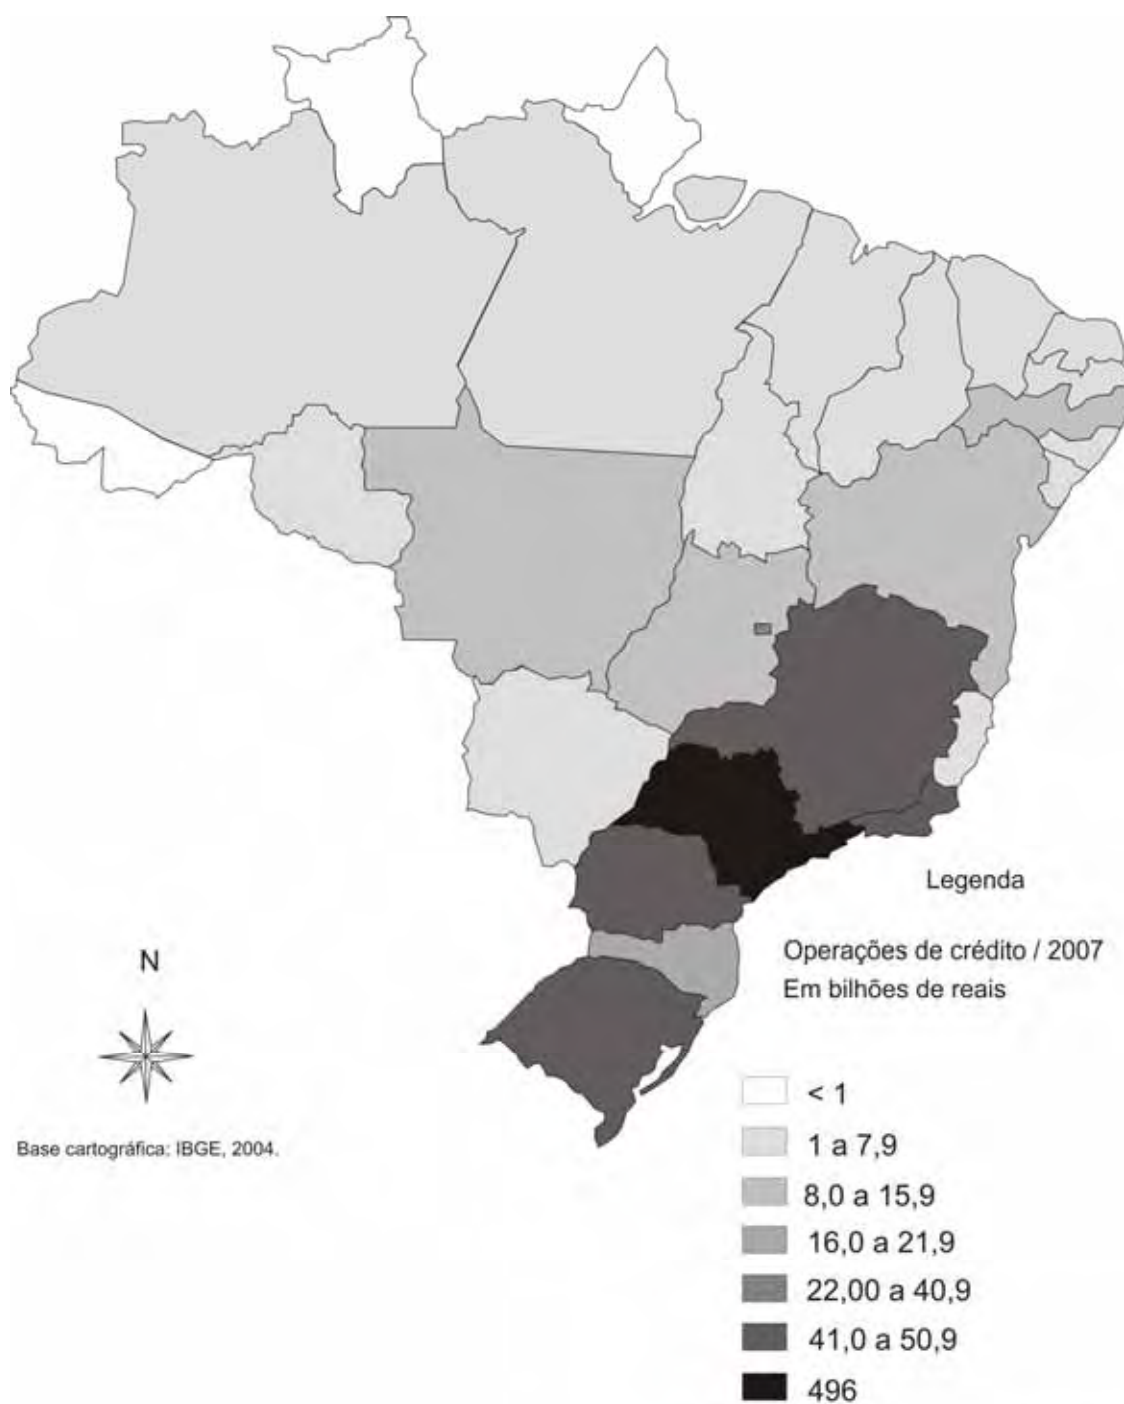 Legenda
Operações de crédito / 2007
Em bilhões de reais
N
Base cartográfica: IBGE, 2004.
< 1
1 a 7,9
8,0 a 15,9
16,0 a 21,9
22,00 a 40,9
41,0 a 50,9
496